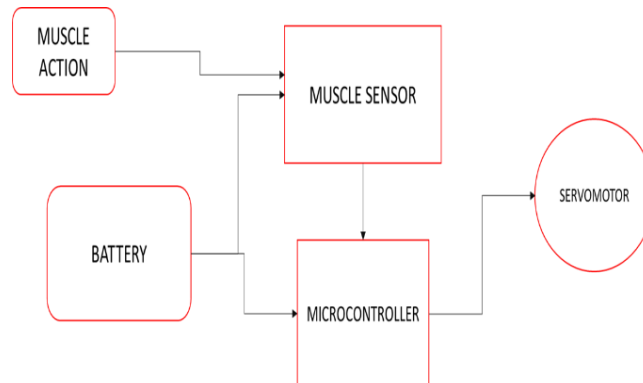 MUSCLE
ACTION
MUSCLE SENSOR
SERVOMOTOR
BATTERY
MICROCONTROLLER